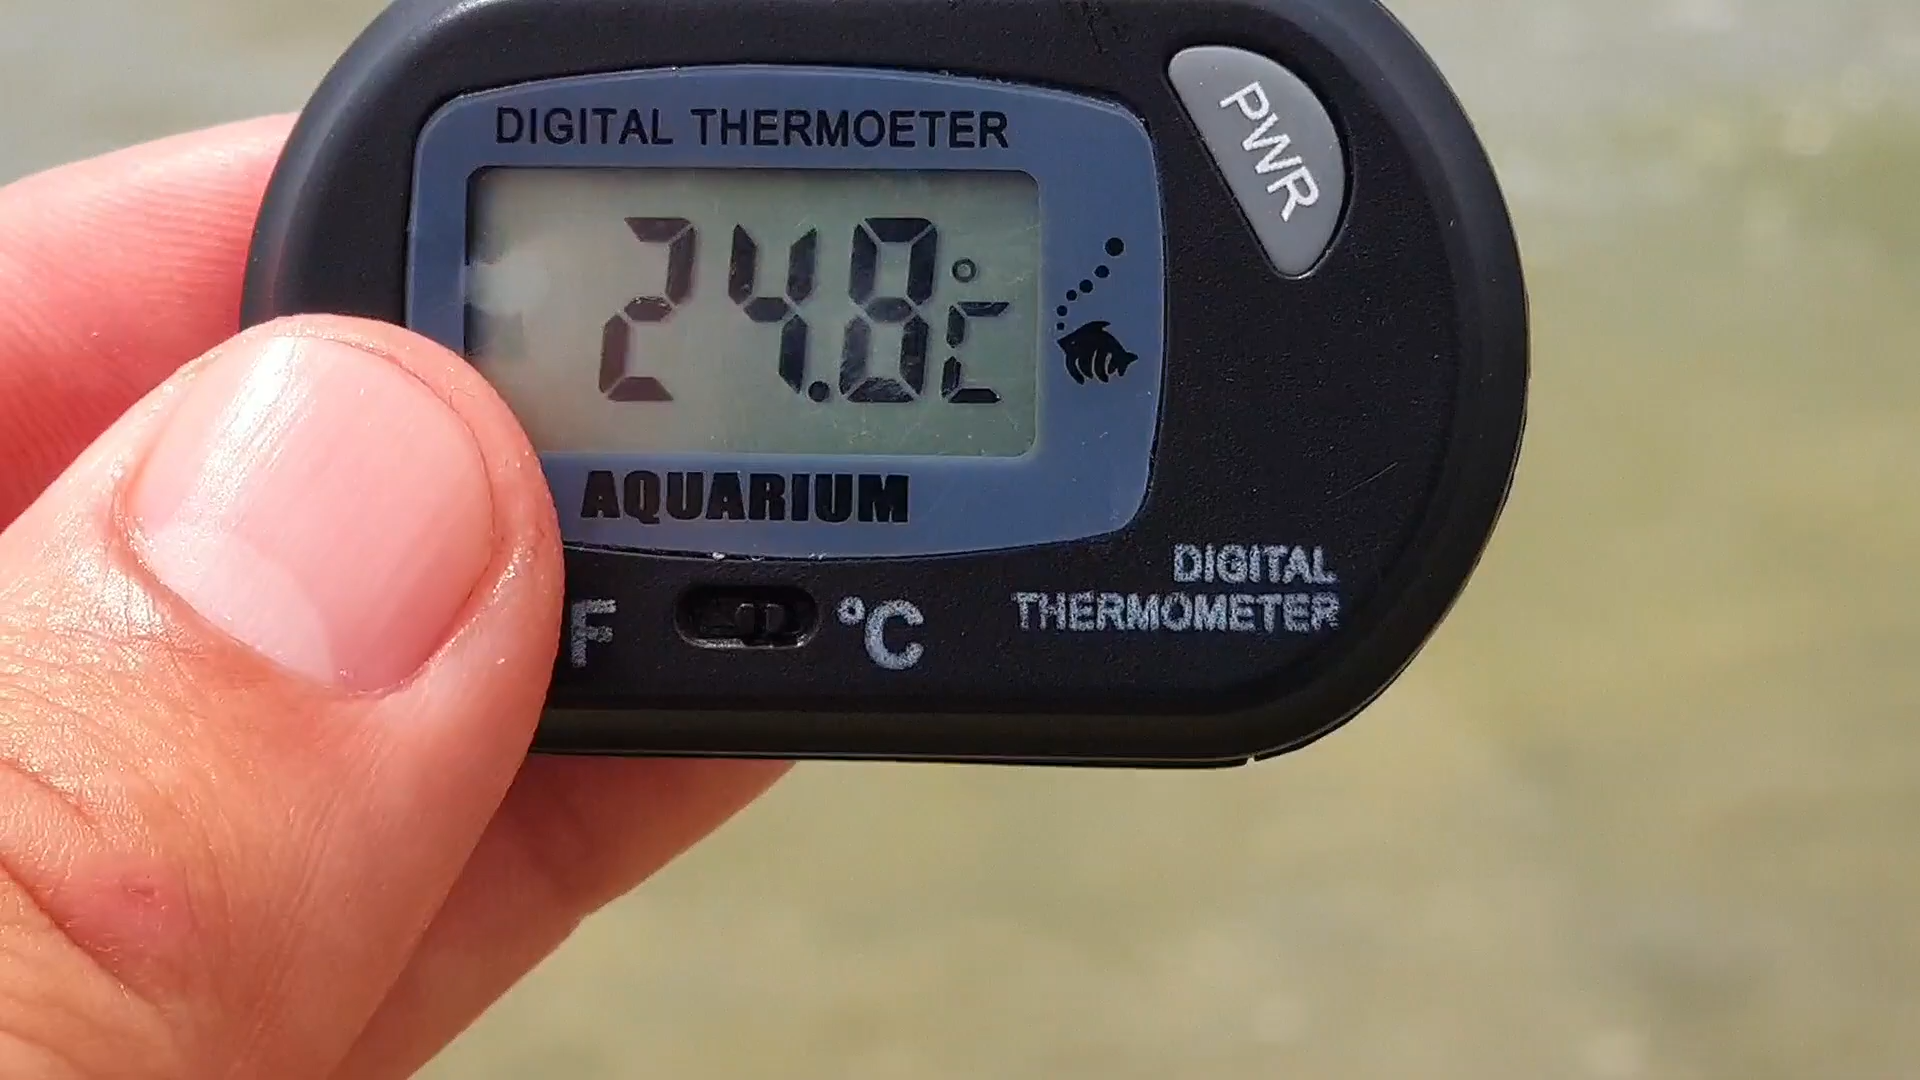 DIGITAL THERMOETER
PWR
24.8°C
AQUARIUM
F °C
DIGITAL
THERMOMETER